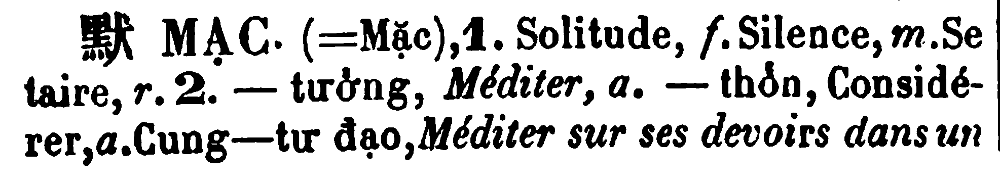 默 MẠC. (=Mặc),1. Solitude, f. Silence, m. Se
taire, r. 2. — tưởng, Méditer, a. — thổn, Considé-
rer, a. Cung — tư đạo, Méditer sur ses devoirs dans un